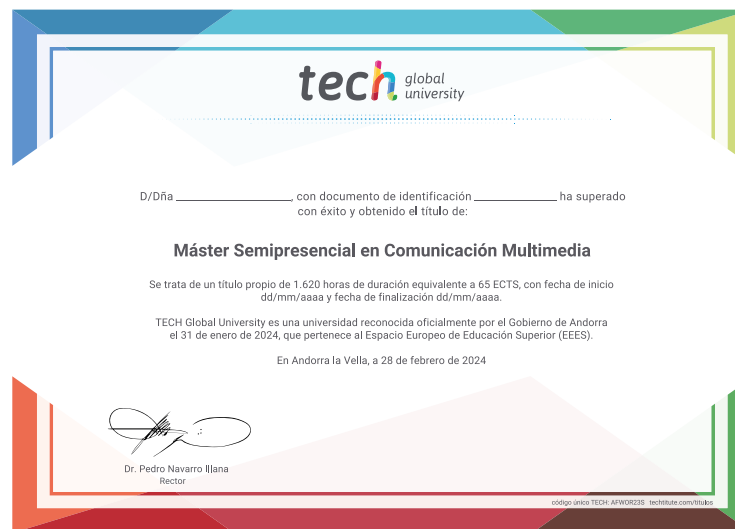 tech global
university
D/Dña ________________, con documento de identificación ____________ ha superado
con éxito y obtenido el título de:
Máster Semipresencial en Comunicación Multimedia
Se trata de un título propio de 1.620 horas de duración equivalente a 65 ECTS, con fecha de inicio
dd/mm/aaaa y fecha de finalización dd/mm/aaaa.
TECH Global University es una universidad reconocida oficialmente por el Gobierno de Andorra
el 31 de enero de 2024, que pertenece al Espacio Europeo de Educación Superior (EEES).
En Andorra la Vella, a 28 de febrero de 2024
Dr. Pedro Navarro Illana
Rector
código único TECH: AFWOR23S techtitute.com/titulos